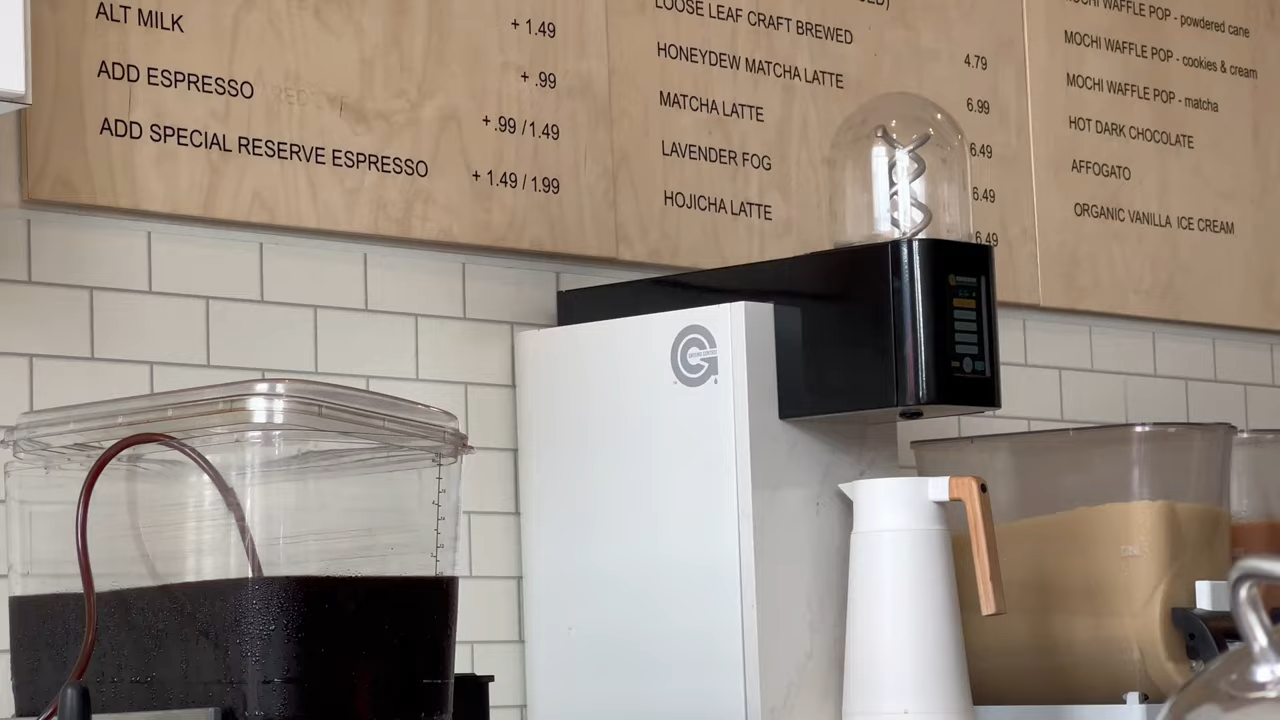 ALT MILK + 1.49
ADD ESPRESSO + .99
ADD SPECIAL RESERVE ESPRESSO + .99 / 1.49
+ 1.49 / 1.99
LOOSE LEAF CRAFT BREWED
HONEYDEW MATCHA LATTE 4.79
MATCHA LATTE 6.99
LAVENDER FOG 6.49
HOJICHA LATTE 6.49
6.49
MOCHI WAFFLE POP - powdered cane
MOCHI WAFFLE POP - cookies & cream
MOCHI WAFFLE POP - matcha
HOT DARK CHOCOLATE
AFFOGATO
ORGANIC VANILLA ICE CREAM